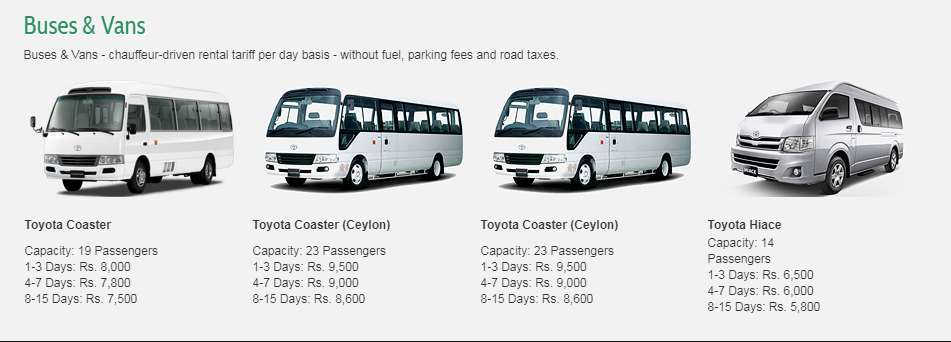 Buses & Vans
Buses & Vans - chauffeur-driven rental tariff per day basis - without fuel, parking fees and road taxes.
Toyota Coaster
Capacity: 19 Passengers
1-3 Days: Rs. 8,000
4-7 Days: Rs. 7,800
8-15 Days: Rs. 7,500
Toyota Coaster (Ceylon)
Capacity: 23 Passengers
1-3 Days: Rs. 9,500
4-7 Days: Rs. 9,000
8-15 Days: Rs. 8,600
Toyota Coaster (Ceylon)
Capacity: 23 Passengers
1-3 Days: Rs. 9,500
4-7 Days: Rs. 9,000
8-15 Days: Rs. 8,600
HIACE
Toyota Hiace
Capacity: 14
Passengers
1-3 Days: Rs. 6,500
4-7 Days: Rs. 6,000
8-15 Days: Rs. 5,800